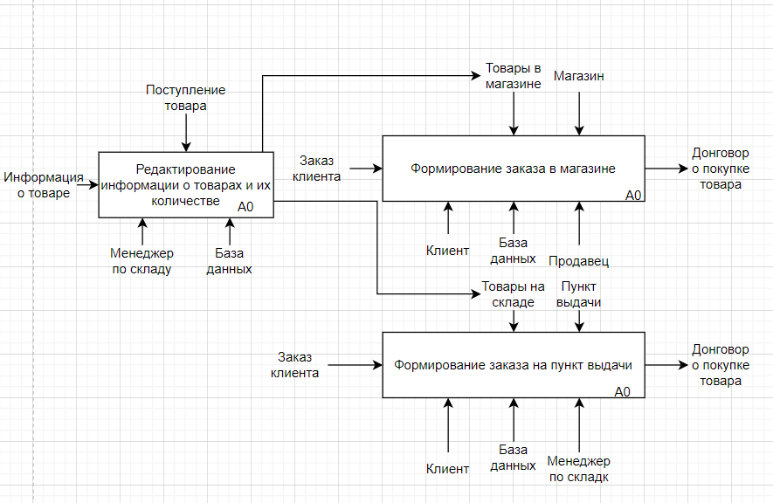 Поступление
товара
Товары в
магазине
Магазин
Информация
о товаре
Редактирование
информации о товарах и их
количестве
A0
Заказ
клиента
Формирование заказа в магазине
A0
Донговор
о покупке
товара
Менеджер
по складу
База
данных
Клиент
База
данных
Продавец
Товары на
складе
Пункт
выдачи
Заказ
клиента
Формирование заказа на пункт выдачи
A0
Донговор
о покупке
товара
Клиент
База
данных
Менеджер
по складк